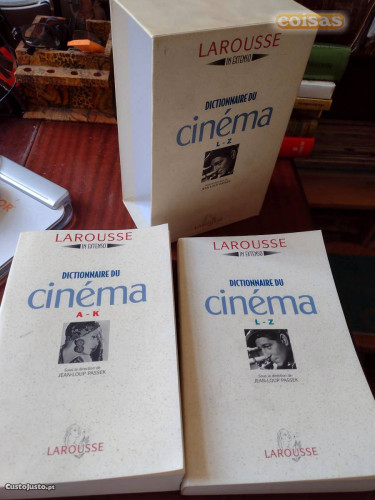 coisas
LAROUSSE
IN EXTENSO
DICTIONNAIRE DU
cinéma
L - Z
LAROUSSE
LAROUSSE
IN EXTENSO
DICTIONNAIRE DU
cinéma
A - K
Sous la direction de
JEAN-LOUP PASSEK
LAROUSSE
LAROUSSE
IN EXTENSO
DICTIONNAIRE DU
cinéma
L - Z
Sous la direction de
JEAN-LOUP PASSEK
LAROUSSE
CustoJusto.pt